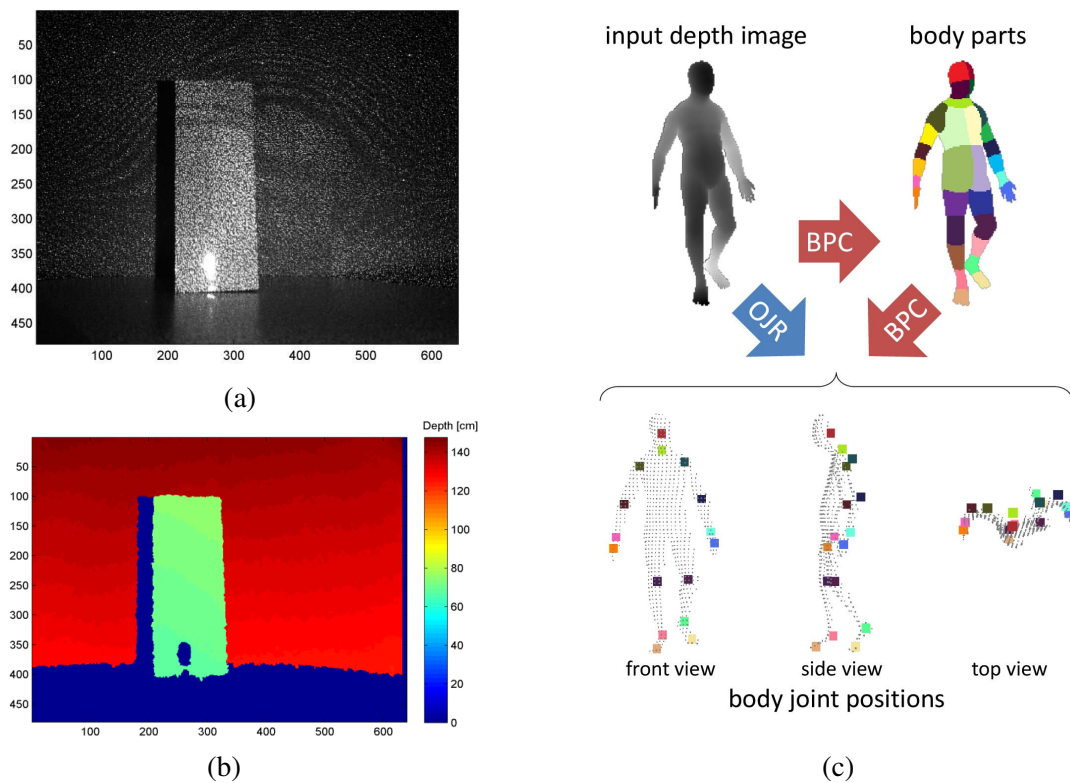 0
50
100
150
200
250
300
350
400
450
100 200 300 400 500 600
(a)
Depth [cm]
50
100
150
200
250
300
350
400
450
100 200 300 400 500 600
140
120
100
80
60
40
20
0
(b)
input depth image
body parts
BPC
OJR
BPC
front view
side view
top view
body joint positions
(c)